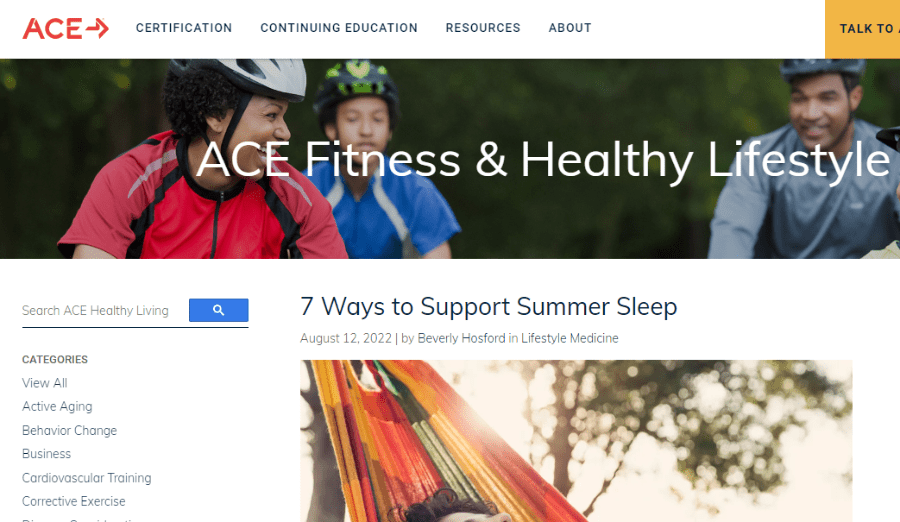 ACE
CERTIFICATION
CONTINUING EDUCATION
RESOURCES
ABOUT
TALK TO
ACE Fitness & Healthy Lifestyle
Search ACE Healthy Living
7 Ways to Support Summer Sleep
August 12, 2022 | by Beverly Hosford in Lifestyle Medicine
CATEGORIES
View All
Active Aging
Behavior Change
Business
Cardiovascular Training
Corrective Exercise